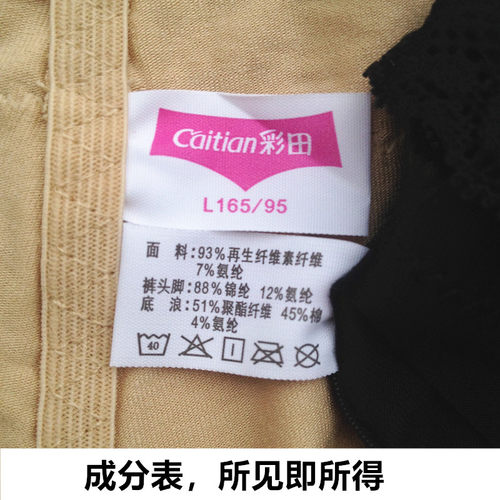 Caitian彩田
L165/95
面 料:93%再生纤维素纤维
7%氨纶
裤头脚:88%锦纶 12%氨纶
底 浪:51%聚酯纤维 45%棉
4%氨纶
40
成分表，所见即所得